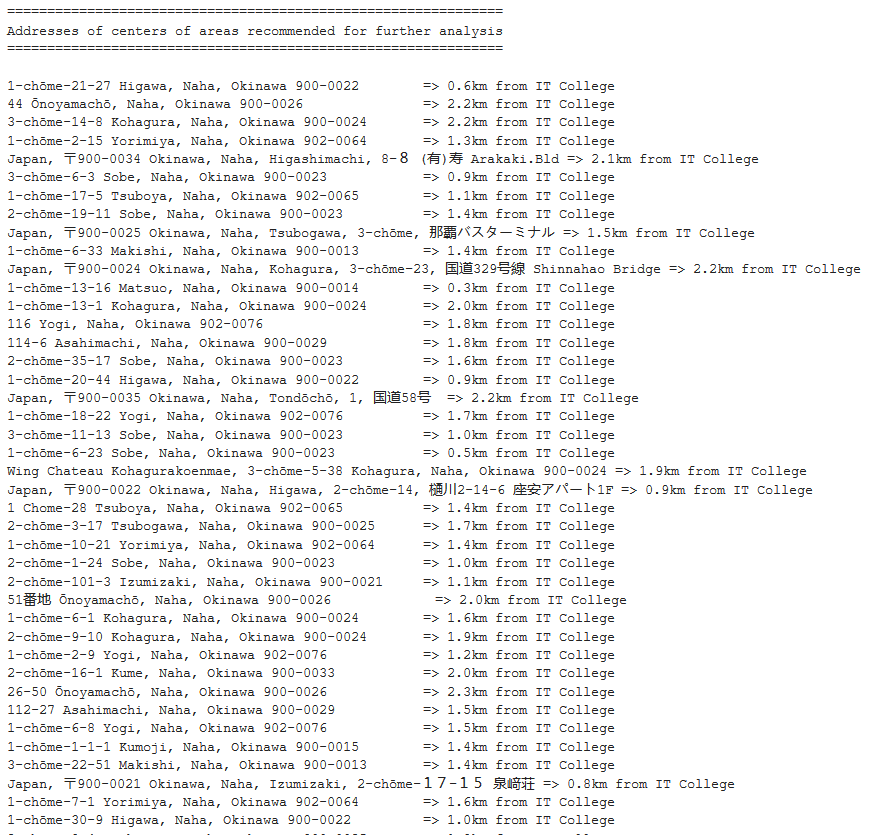 ==============================================================
Addresses of centers of areas recommended for further analysis
==============================================================
1-chōme-21-27 Higawa, Naha, Okinawa 900-0022 => 0.6km from IT College
44 Ōnoyamachō, Naha, Okinawa 900-0026 => 2.2km from IT College
3-chōme-14-8 Kohagura, Naha, Okinawa 900-0024 => 2.2km from IT College
1-chōme-2-15 Yorimiya, Naha, Okinawa 902-0064 => 1.3km from IT College
Japan, 〒900-0034 Okinawa, Naha, Higashimachi, 8−８ (有)寿 Arakaki.Bld => 2.1km from IT College
3-chōme-6-3 Sobe, Naha, Okinawa 900-0023 => 0.9km from IT College
1-chōme-17-5 Tsuboya, Naha, Okinawa 902-0065 => 1.1km from IT College
2-chōme-19-11 Sobe, Naha, Okinawa 900-0023 => 1.4km from IT College
Japan, 〒900-0025 Okinawa, Naha, Tsubogawa, 3-chōme, 那覇バスターミナル => 1.5km from IT College
1-chōme-6-33 Makishi, Naha, Okinawa 900-0013 => 1.4km from IT College
Japan, 〒900-0024 Okinawa, Naha, Kohagura, 3-chōme-23, 国道329号線 Shinnahao Bridge => 2.2km from IT College
1-chōme-13-16 Matsuo, Naha, Okinawa 900-0014 => 0.3km from IT College
1-chōme-13-1 Kohagura, Naha, Okinawa 900-0024 => 2.0km from IT College
116 Yogi, Naha, Okinawa 902-0076 => 1.8km from IT College
114-6 Asahimachi, Naha, Okinawa 900-0029 => 1.8km from IT College
2-chōme-35-17 Sobe, Naha, Okinawa 900-0023 => 1.6km from IT College
1-chōme-20-44 Higawa, Naha, Okinawa 900-0022 => 0.9km from IT College
Japan, 〒900-0035 Okinawa, Naha, Tondōchō, 1, 国道58号 => 2.2km from IT College
1-chōme-18-22 Yogi, Naha, Okinawa 902-0076 => 1.7km from IT College
3-chōme-11-13 Sobe, Naha, Okinawa 900-0023 => 1.0km from IT College
1-chōme-6-23 Sobe, Naha, Okinawa 900-0023 => 0.5km from IT College
Wing Chateau Kohagurakoenmae, 3-chōme-5-38 Kohagura, Naha, Okinawa 900-0024 => 1.9km from IT College
Japan, 〒900-0022 Okinawa, Naha, Higawa, 2-chōme-14, 樋川2-14-6 座安アパート1F => 0.9km from IT College
1 Chome-28 Tsuboya, Naha, Okinawa 902-0065 => 1.4km from IT College
2-chōme-3-17 Tsubogawa, Naha, Okinawa 900-0025 => 1.7km from IT College
1-chōme-10-21 Yorimiya, Naha, Okinawa 902-0064 => 1.4km from IT College
2-chōme-1-24 Sobe, Naha, Okinawa 900-0023 => 1.0km from IT College
2-chōme-101-3 Izumizaki, Naha, Okinawa 900-0021 => 1.1km from IT College
51番地 Ōnoyamachō, Naha, Okinawa 900-0026 => 2.0km from IT College
1-chōme-6-1 Kohagura, Naha, Okinawa 900-0024 => 1.6km from IT College
2-chōme-9-10 Kohagura, Naha, Okinawa 900-0024 => 1.9km from IT College
1-chōme-2-9 Yogi, Naha, Okinawa 902-0076 => 1.2km from IT College
2-chōme-16-1 Kume, Naha, Okinawa 900-0033 => 2.0km from IT College
26-50 Ōnoyamachō, Naha, Okinawa 900-0026 => 2.3km from IT College
112-27 Asahimachi, Naha, Okinawa 900-0029 => 1.5km from IT College
1-chōme-6-8 Yogi, Naha, Okinawa 902-0076 => 1.5km from IT College
1-chōme-1-1-1 Kumoji, Naha, Okinawa 900-0015 => 1.4km from IT College
3-chōme-22-51 Makishi, Naha, Okinawa 900-0013 => 1.4km from IT College
Japan, 〒900-0021 Okinawa, Naha, Izumizaki, 2-chōme−１７−１５ 泉﨑荘 => 0.8km from IT College
1-chōme-7-1 Yorimiya, Naha, Okinawa 902-0064 => 1.6km from IT College
1-chōme-30-9 Higawa, Naha, Okinawa 900-0022 => 1.0km from IT College